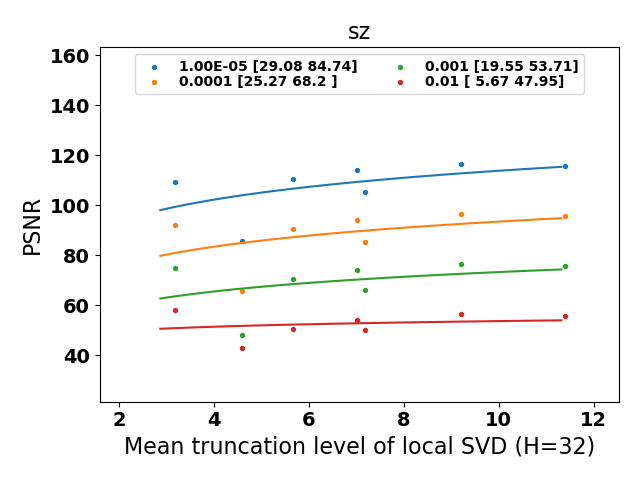 sz
1.00E-05 [29.08 84.74]
0.0001 [25.27 68.2 ]
0.001 [19.55 53.71]
0.01 [ 5.67 47.95]
160
140
120
100
80
60
40
PSNR
2 4 6 8 10 12
Mean truncation level of local SVD (H=32)